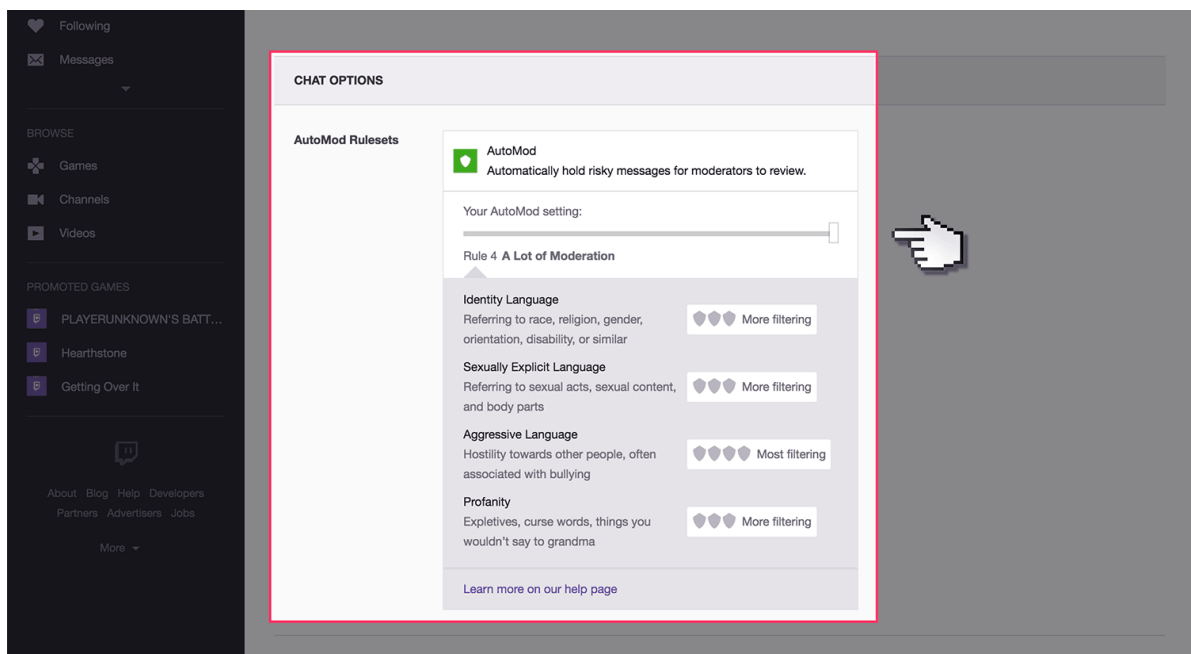 Following
Messages
BROWSE
Games
Channels
Videos
PROMOTED GAMES
PLAYERUNKNOWN'S BATT...
Hearthstone
Getting Over It
About Blog Help Developers
Partners Advertisers Jobs
More
CHAT OPTIONS
AutoMod Rulesets
AutoMod
Automatically hold risky messages for moderators to review.
Your AutoMod setting:
Rule 4 A Lot of Moderation
Identity Language
Referring to race, religion, gender,
orientation, disability, or similar
More filtering
Sexually Explicit Language
Referring to sexual acts, sexual content,
and body parts
More filtering
Aggressive Language
Hostility towards other people, often
associated with bullying
Most filtering
Profanity
Expletives, curse words, things you
wouldn't say to grandma
More filtering
Learn more on our help page